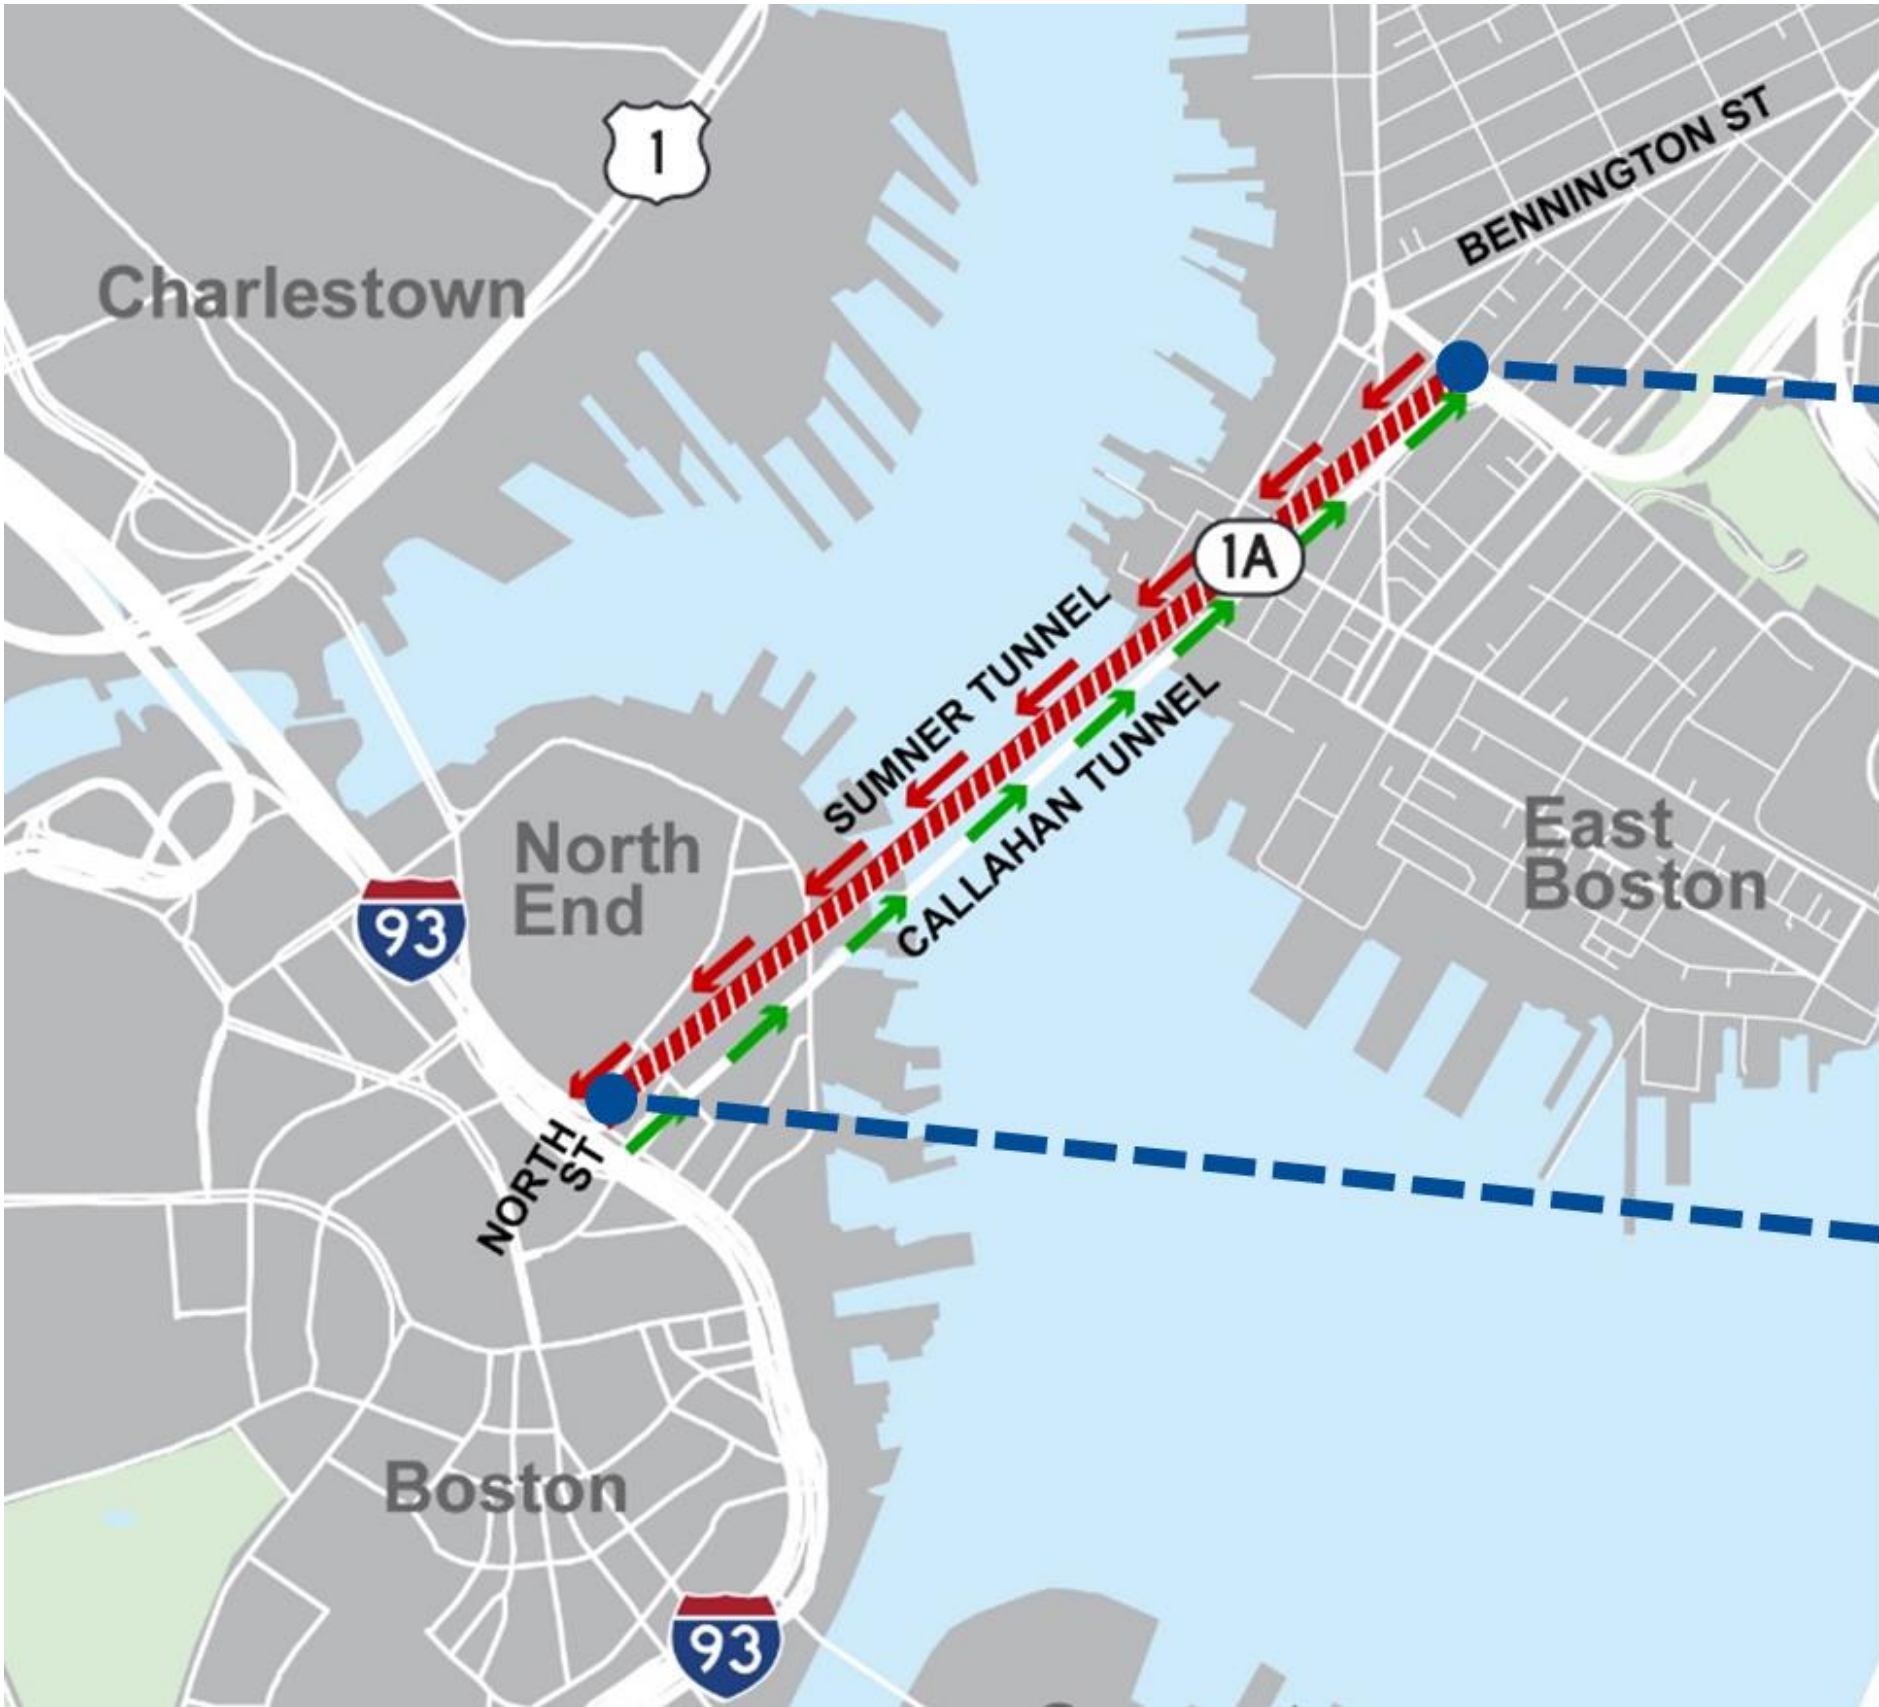 1
BENNINGTON ST
Charlestown
1A
SUMNER TUNNEL
CALLAHAN TUNNEL
North
End
East
Boston
93
NORTH
ST
Boston
93